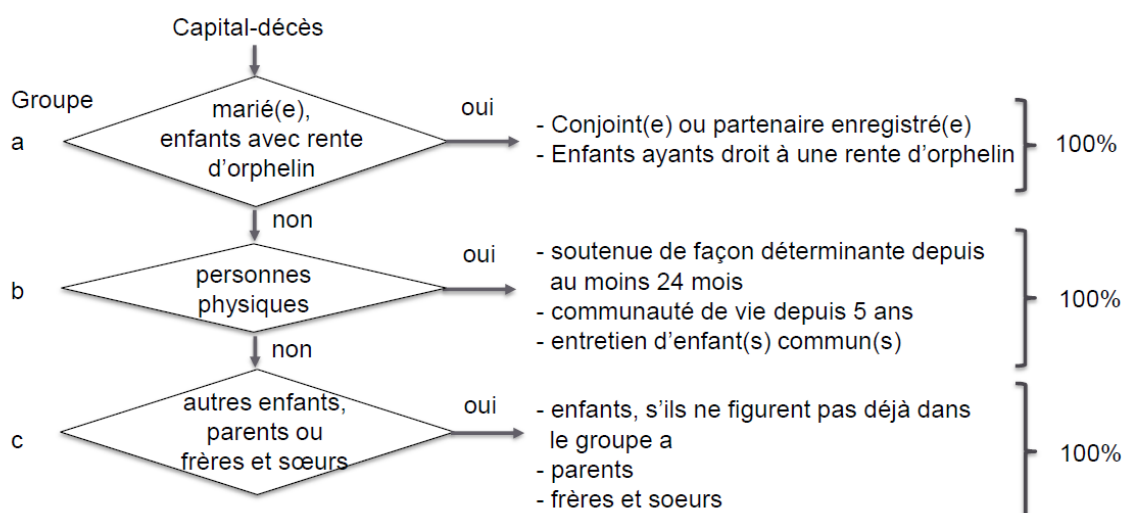 Capital-décès
Groupe
a
marié(e),
enfants avec rente
d'orphelin
oui
- Conjoint(e) ou partenaire enregistré(e)
- Enfants ayants droit à une rente d'orphelin
100%
non
b
personnes
physiques
oui
- soutenue de façon déterminante depuis
au moins 24 mois
- communauté de vie depuis 5 ans
- entretien d'enfant(s) commun(s)
100%
non
c
autres enfants,
parents ou
frères et sœurs
oui
- enfants, s'ils ne figurent pas déjà dans
le groupe a
- parents
- frères et soeurs
100%